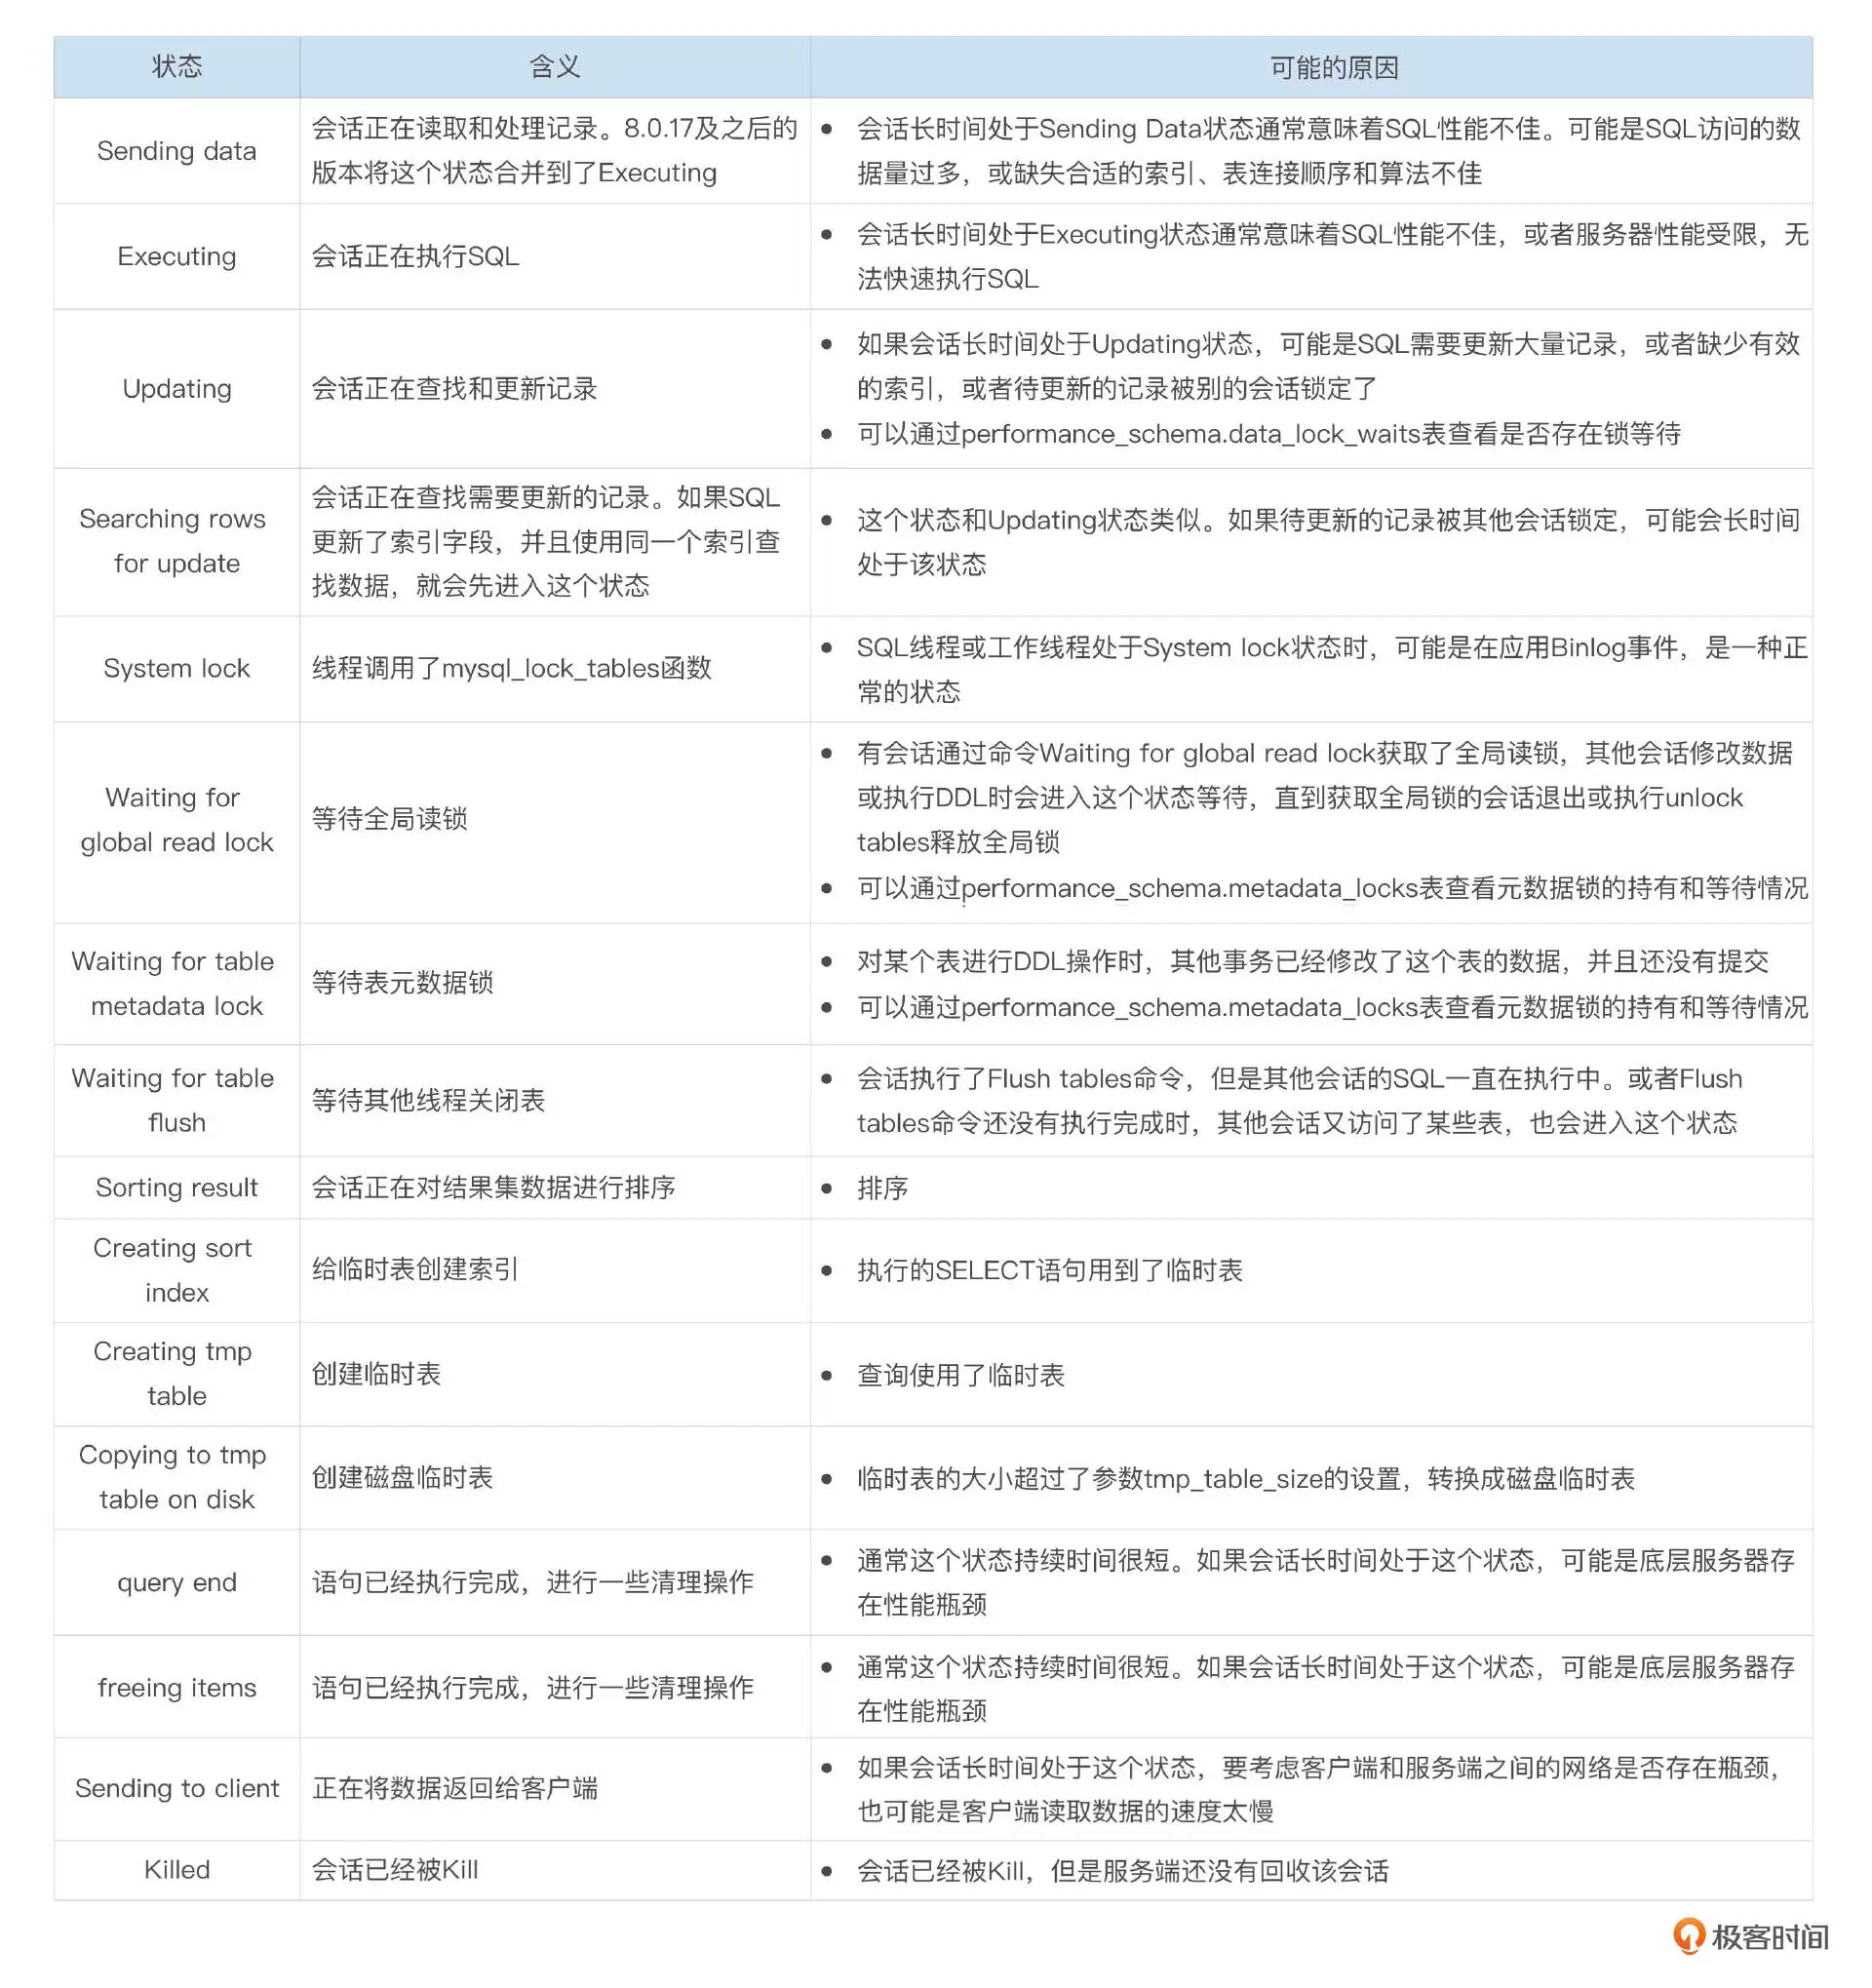 状态
含义
可能的原因
Sending data
会话正在读取和处理记录。8.0.17及之后的
版本将这个状态合并到了Executing
● 会话长时间处于Sending Data状态通常意味着SQL性能不佳。可能是SQL访问的数
据量过多，或缺失合适的索引、表连接顺序和算法不佳
Executing
会话正在执行SQL
● 会话长时间处于Executing状态通常意味着SQL性能不佳，或者服务器性能受限，无
法快速执行SQL
Updating
会话正在查找和更新记录
● 如果会话长时间处于Updating状态，可能是SQL需要更新大量记录，或者缺少有效
的索引，或者待更新的记录被别的会话锁定了
● 可以通过performance_schema.data_lock_waits表查看是否存在锁等待
Searching rows
for update
会话正在查找需要更新的记录。如果SQL
更新了索引字段，并且使用同一个索引查
找数据，就会先进入这个状态
● 这个状态和Updating状态类似。如果待更新的记录被其他会话锁定，可能会长时间
处于该状态
System lock
线程调用了mysql_lock_tables函数
● SQL线程或工作线程处于System lock状态时，可能是在应用Binlog事件，是一种正
常的状态
Waiting for
global read lock
等待全局读锁
● 有会话通过命令Waiting for global read lock获取了全局读锁，其他会话修改数据
或执行DDL时会进入这个状态等待，直到获取全局锁的会话退出或执行unlock
tables释放全局锁
● 可以通过performance_schema.metadata_locks表查看元数据锁的持有和等待情况
Waiting for table
metadata lock
等待表元数据锁
● 对某个表进行DDL操作时，其他事务已经修改了这个表的数据，并且还没有提交
● 可以通过performance_schema.metadata_locks表查看元数据锁的持有和等待情况
Waiting for table
flush
等待其他线程关闭表
● 会话执行了Flush tables命令，但是其他会话的SQL一直在执行中。或者Flush
tables命令还没有执行完成时，其他会话又访问了某些表，也会进入这个状态
Sorting result
会话正在对结果集数据进行排序
● 排序
Creating sort
index
给临时表创建索引
● 执行的SELECT语句用到了临时表
Creating tmp
table
创建临时表
● 查询使用了临时表
Copying to tmp
table on disk
创建磁盘临时表
● 临时表的大小超过了参数tmp_table_size的设置，转换成磁盘临时表
query end
语句已经执行完成，进行一些清理操作
● 通常这个状态持续时间很短。如果会话长时间处于这个状态，可能是底层服务器存
在性能瓶颈
freeing items
语句已经执行完成，进行一些清理操作
● 通常这个状态持续时间很短。如果会话长时间处于这个状态，可能是底层服务器存
在性能瓶颈
Sending to client
正在将数据返回给客户端
● 如果会话长时间处于这个状态，要考虑客户端和服务端之间的网络是否存在瓶颈，
也可能是客户端读取数据的速度太慢
Killed
会话已经被Kill
● 会话已经被Kill，但是服务端还没有回收该会话
极客时间